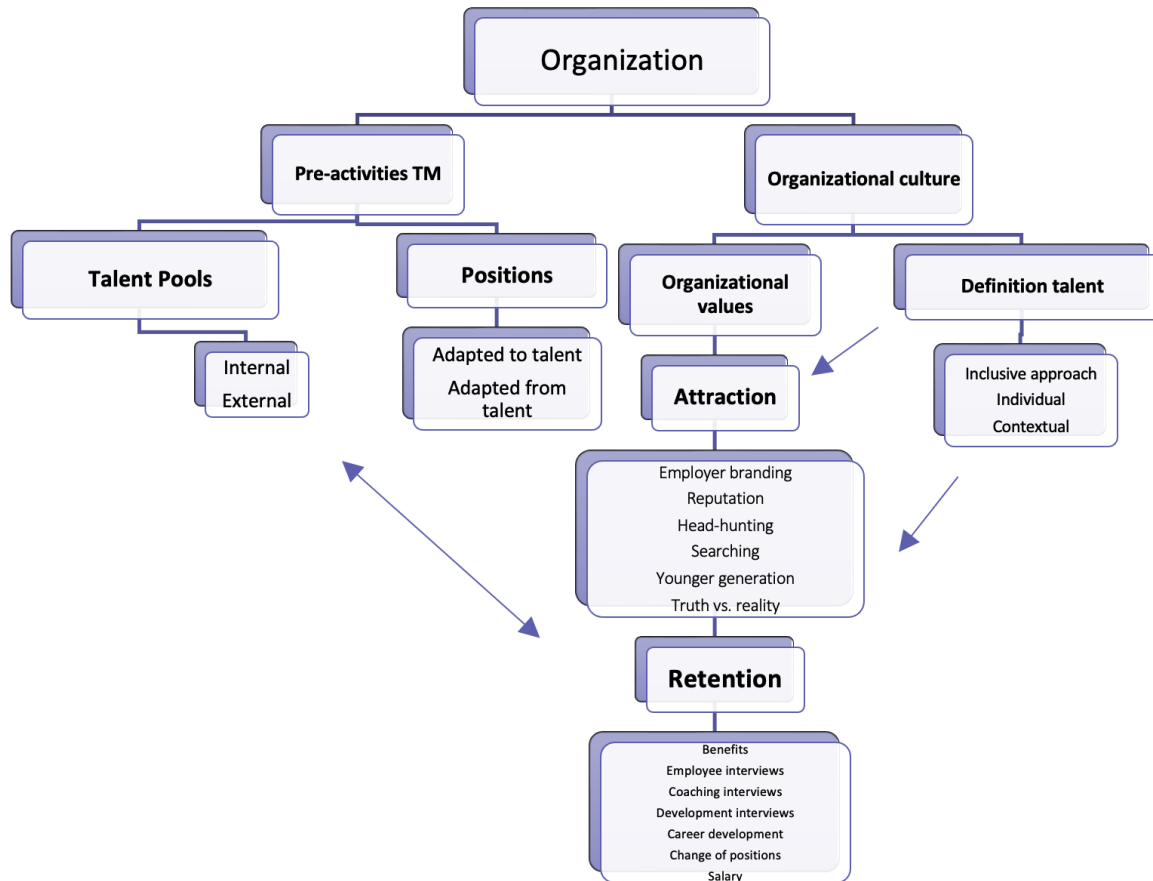 Organization
Pre-activities TM
Organizational culture
Talent Pools
Positions
Organizational
values
Definition talent
Internal
External
Adapted to talent
Adapted from
talent
Attraction
Inclusive approach
Individual
Contextual
Employer branding
Reputation
Head-hunting
Searching
Younger generation
Truth vs. reality
Retention
Benefits
Employee interviews
Coaching interviews
Development interviews
Career development
Change of positions
Salary